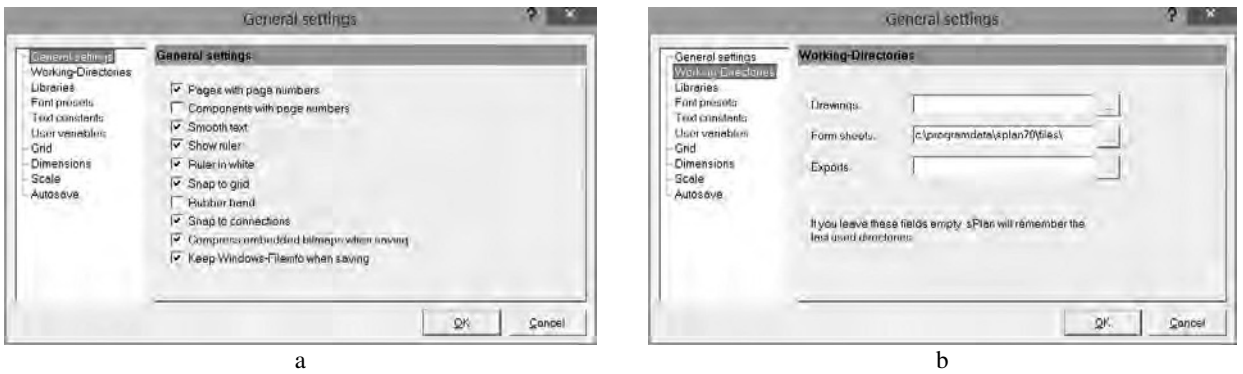 General settings
?
×
General settings
Working-Directories
Libraries
Font presets
Text constants
User variables
Grid
Dimensions
Scale
Autosave
General settings
Pages with page numbers
Components with page numbers
Smooth text
Show ruler
Ruler in white
Snap to grid
Rubber band
Snap to connections
Compress embedded bitmaps when saving
Keep Windows-Fileinfo when saving
OK
Cancel
a
General settings
?
×
General settings
Working-Directories
Libraries
Font presets
Text constants
User variables
Grid
Dimensions
Scale
Autosave
Working-Directories
Drawings:
...
Form sheets:
c:\programdata\splan70\files\
...
Exports:
...
If you leave these fields empty sPlan will remember the
last used directories
OK
Cancel
b